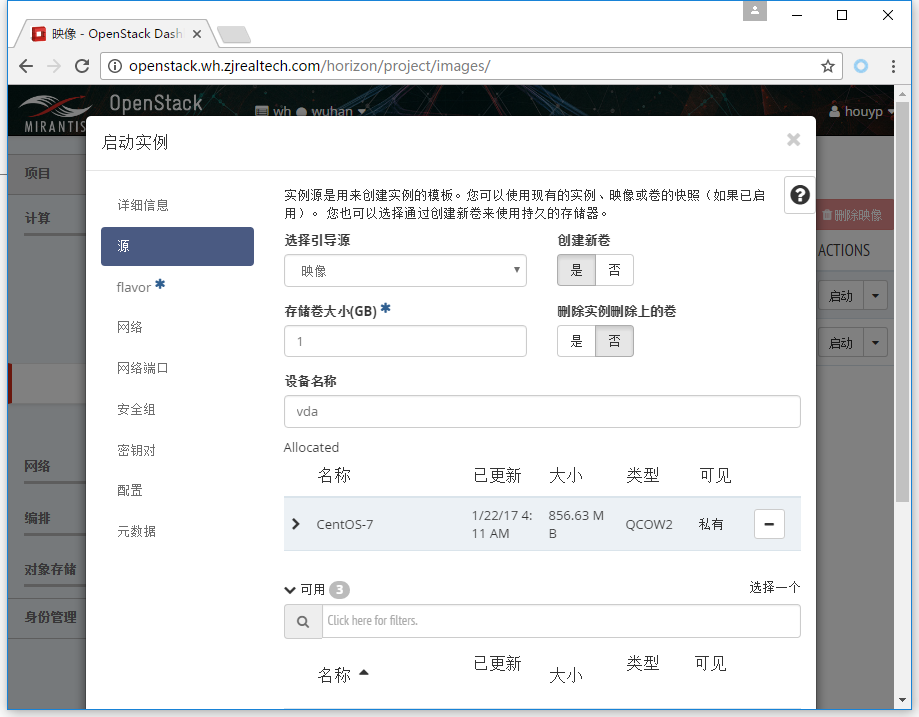 映像 - OpenStack Dash
openstack.wh.zjrealtech.com/horizon/project/images/
MIRANTIS
OpenStack
wh wuhan
houyp
启动实例
项目
计算
网络
编排
对象存储
身份管理
详细信息
源
flavor *
网络
网络端口
安全组
密钥对
配置
元数据
实例源是用来创建实例的模板。您可以使用现有的实例、映像或卷的快照（如果已启
用）。 您也可以选择通过创建新卷来使用持久的存储器。
选择引导源
创建新卷
映像
是 否
存储卷大小(GB) *
删除实例删除上的卷
1
是 否
设备名称
vda
Allocated
名称 已更新 大小 类型 可见
CentOS-7 1/22/17 4:11 AM 856.63 MB QCOW2 私有
可用 3
选择一个
Click here for filters.
名称 已更新 大小 类型 可见
删除映像
ACTIONS
启动
启动